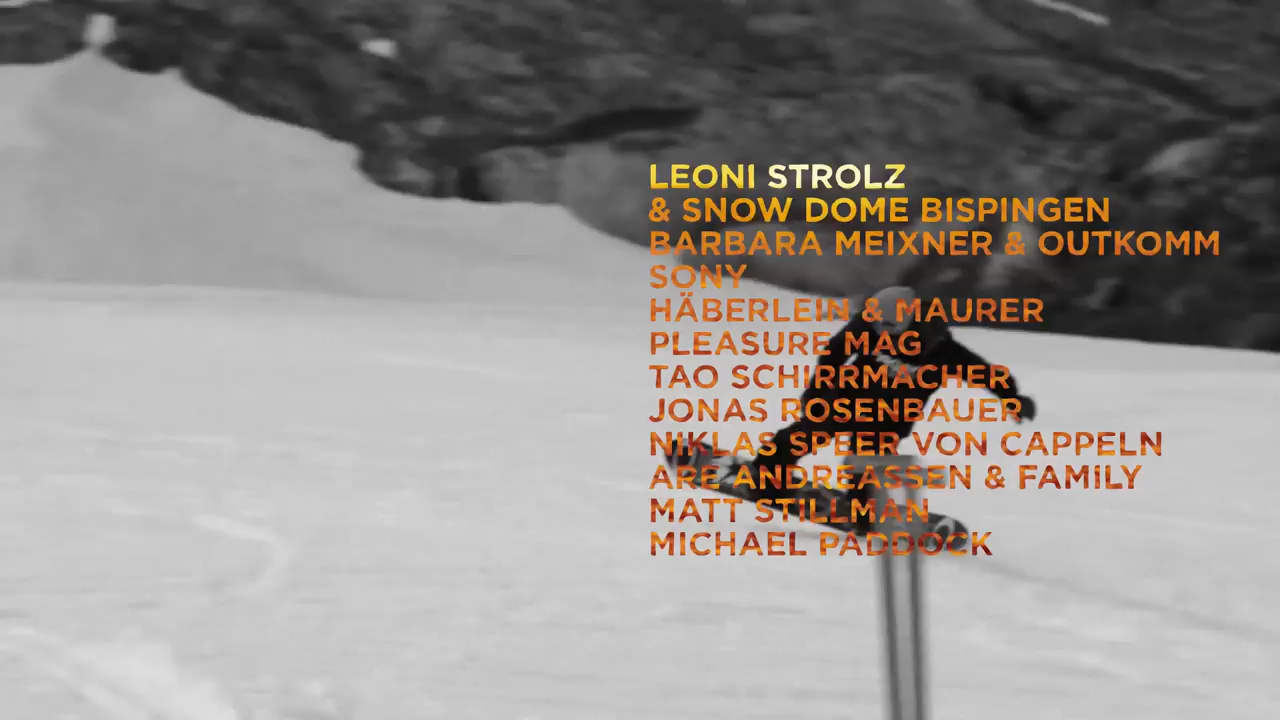 LEONI STROLZ
& SNOW DOME BISPINGEN
BARBARA MEIXNER & OUTKOMM
SONY
HÄBERLEIN & MAURER
PLEASURE MAG
TAO SCHIRRMACHER
JONAS ROSENBAUER
NIKLAS SPEER VON CAPPELN
ARE ANDREASSEN & FAMILY
MATT STILLMAN
MICHAEL PADDOCK